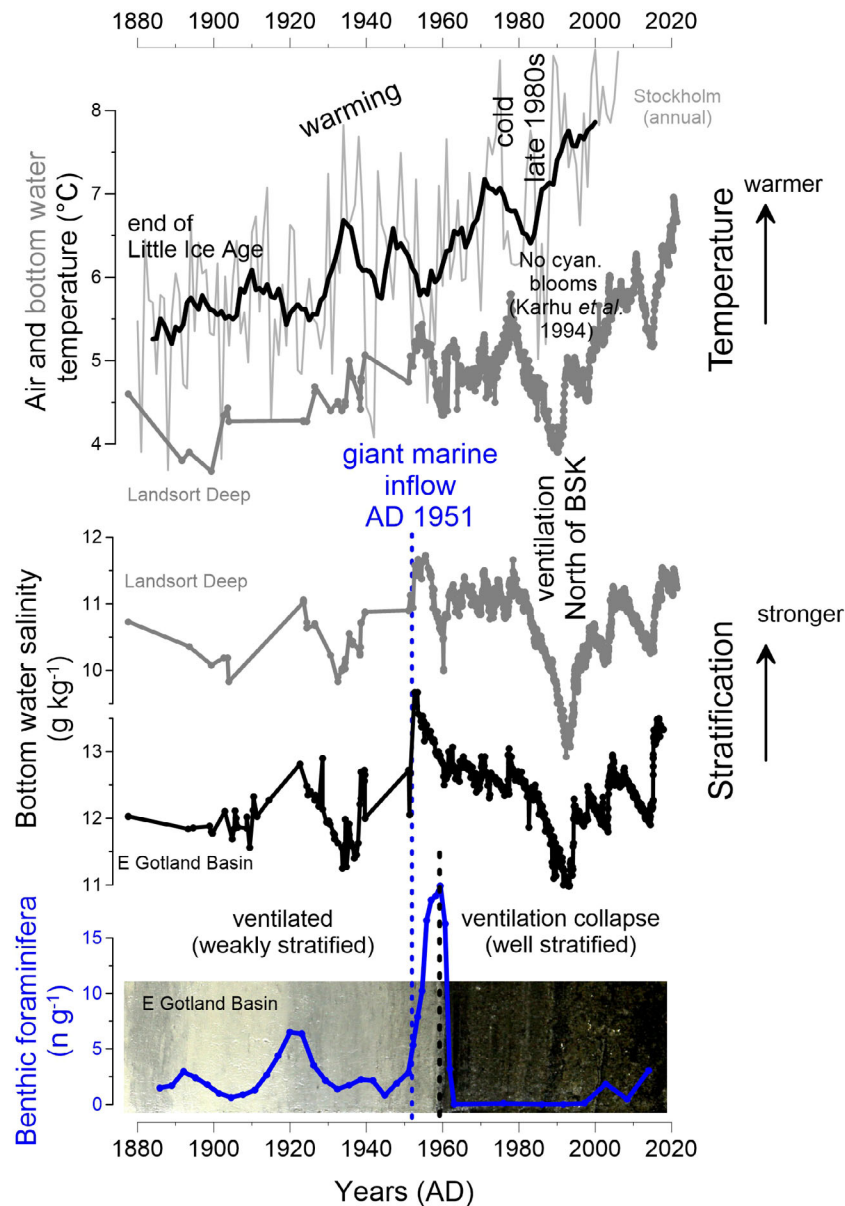 1880 1900 1920 1940 1960 1980 2000 2020
8
7
6
5
4
Air and bottom water
temperature (°C)
warming
cold
late 1980s
Stockholm
(annual)
end of
Little Ice Age
No cyan.
blooms
(Karhu et al.
1994)
warmer
Temperature
Landsort Deep
giant marine
inflow
AD 1951
ventilation
North of BSK
12
11
10
Landsort Deep
Bottom water salinity
(g kg-1)
13
12
11
E Gotland Basin
stronger
Stratification
ventilated
(weakly stratified)
ventilation collapse
(well stratified)
15
10
5
0
Benthic foraminifera
(n g-1)
E Gotland Basin
1880 1900 1920 1940 1960 1980 2000 2020
Years (AD)